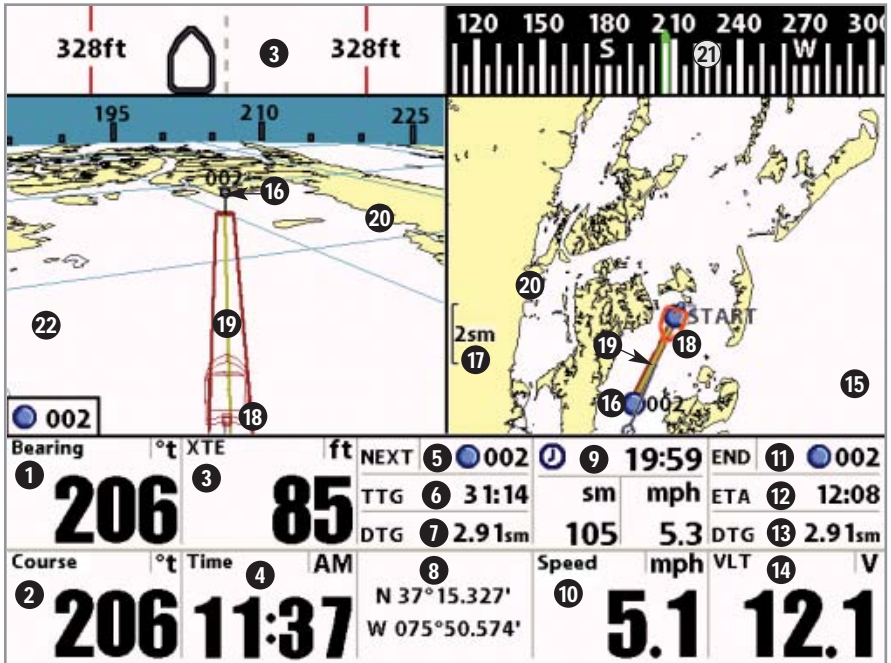 328ft 3 328ft
120 150 180 210 240 270 300
S 21 W
195 210 225
002
16
20
22
19
18
002
20
START
2sm
17
19
18
15
16 002
Bearing °t
1
206
XTE ft
3
85
NEXT 5 002
TTG 6 31:14
DTG 7 2.91sm
9 19:59
sm mph
105 5.3
END 11 002
ETA 12 12:08
DTG 13 2.91sm
Course °t
2
206
Time AM
4
11:37
8
N 37°15.327'
W 075°50.574'
Speed mph
10
5.1
VLT V
14
12.1